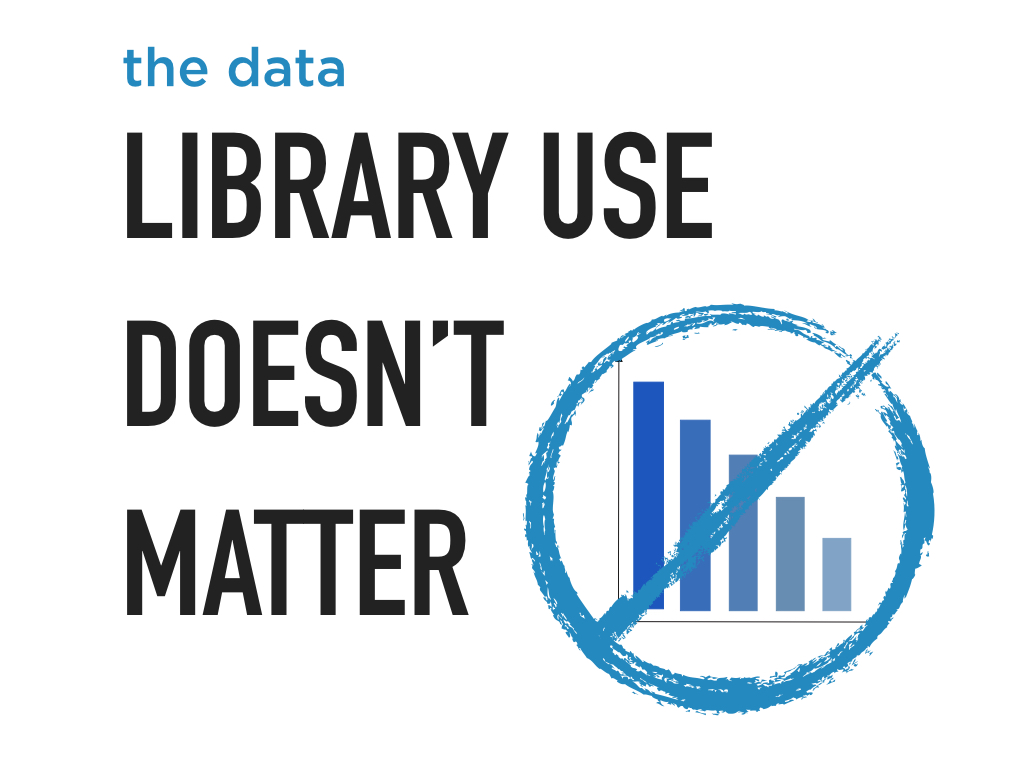 the data
LIBRARY USE
DOESN’T
MATTER